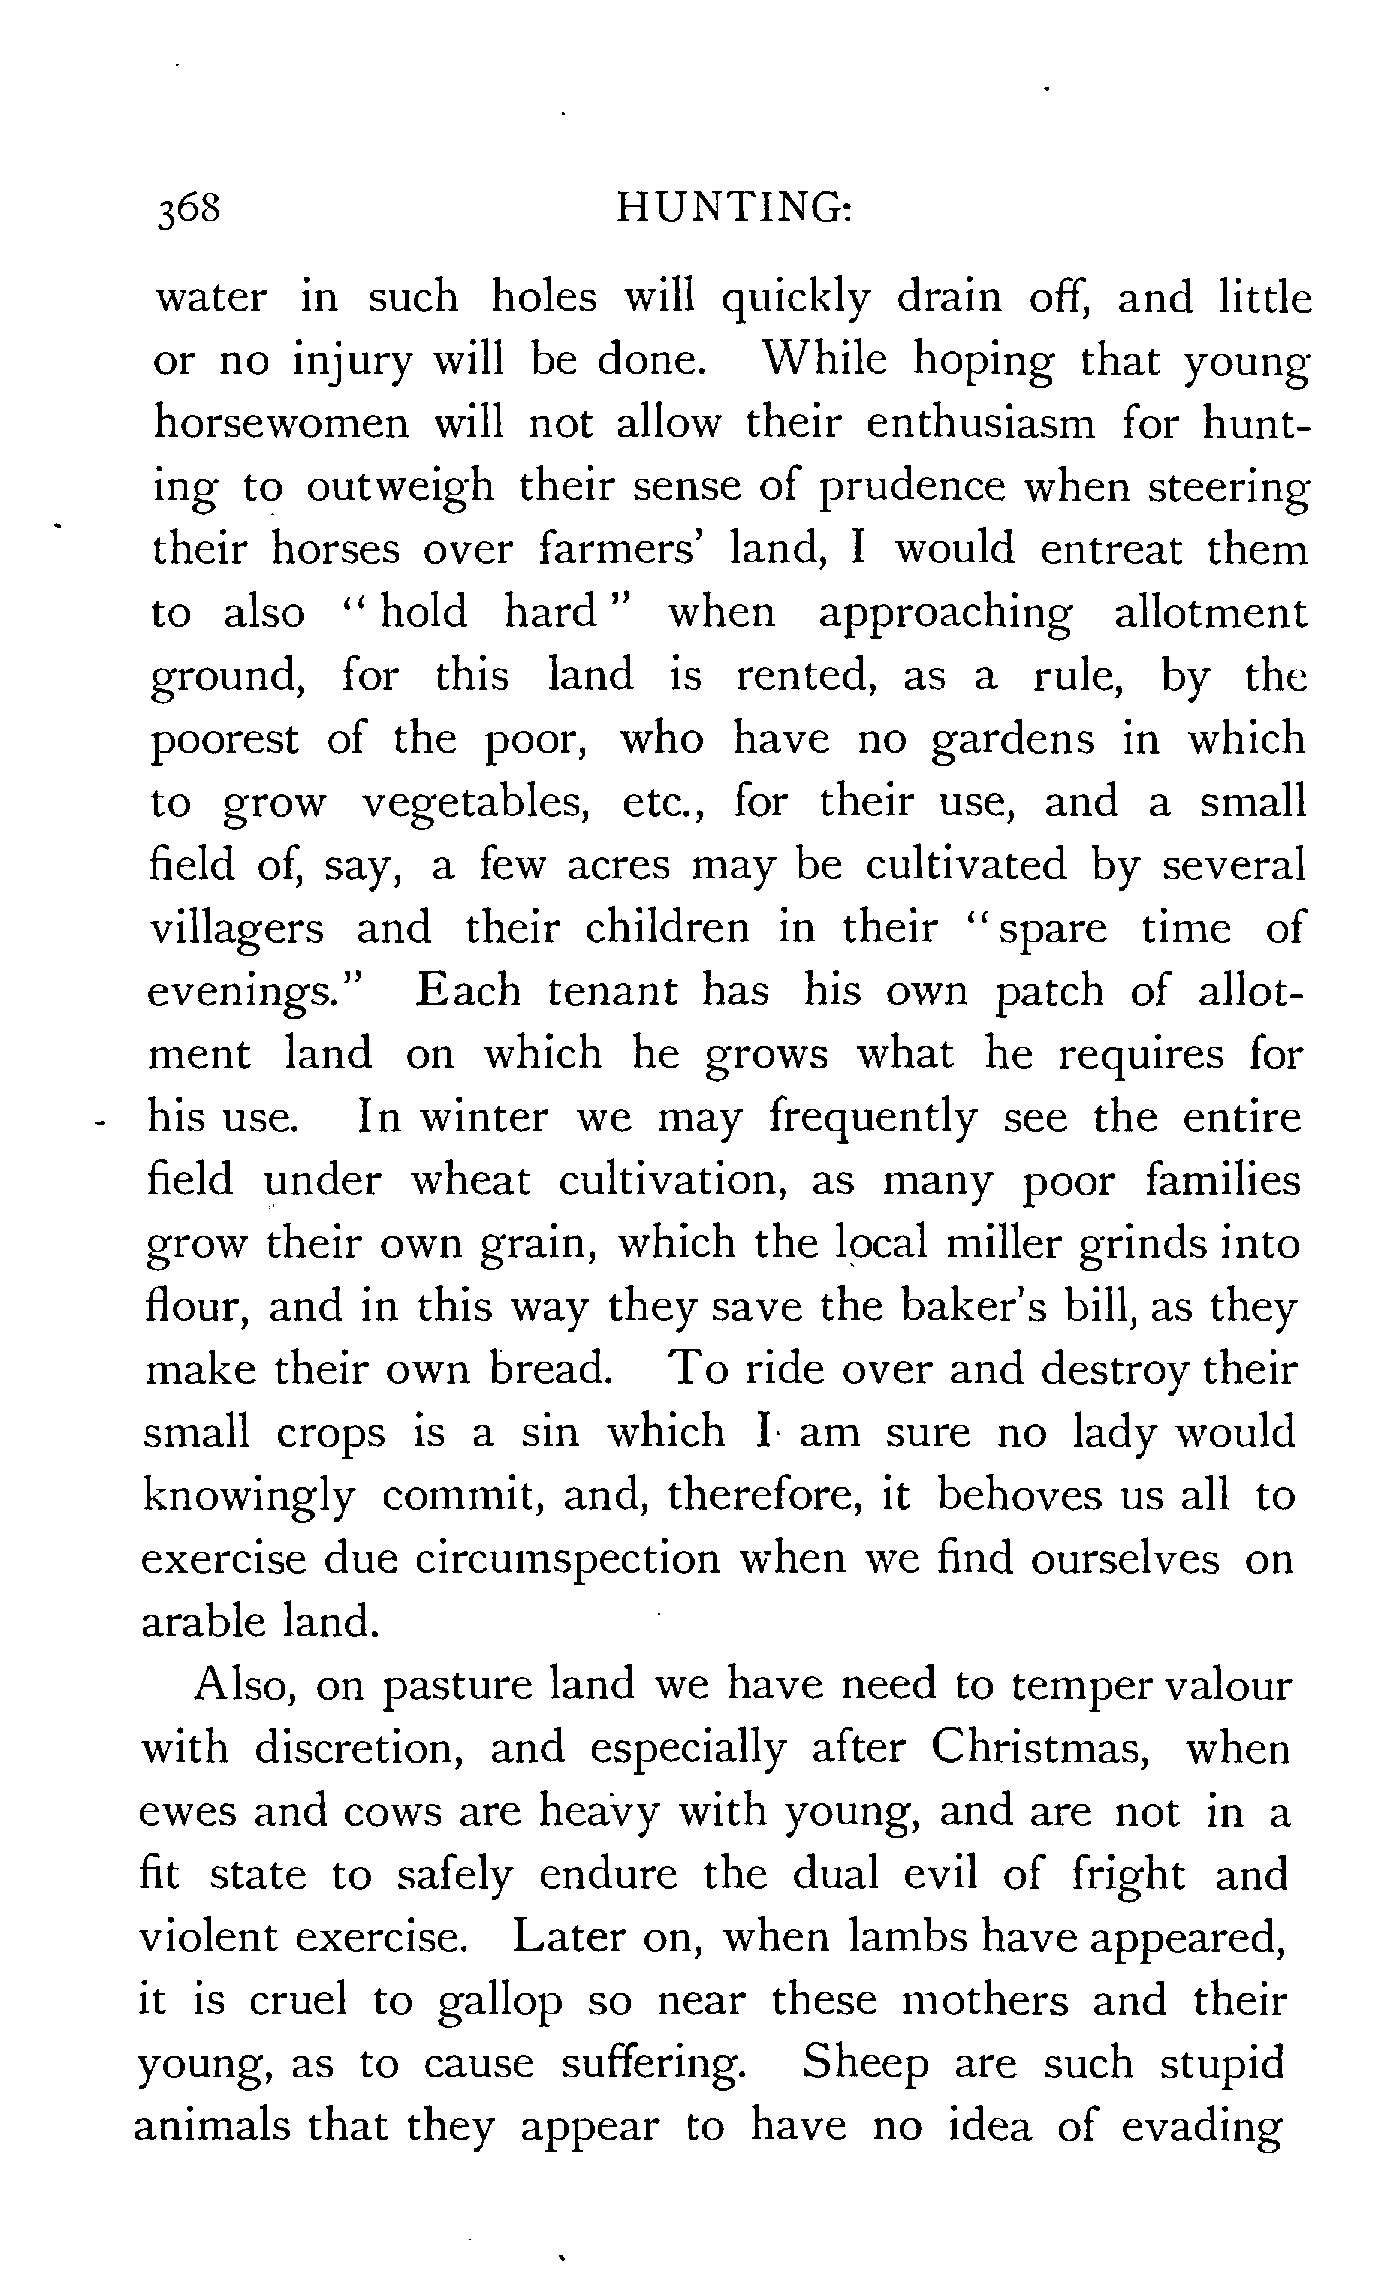 368 HUNTING:
water in such holes will quickly drain off, and little
or no injury will be done. While hoping that young
horsewomen will not allow their enthusiasm for hunt-
ing to outweigh their sense of prudence when steering
their horses over farmers' land, I would entreat them
to also "hold hard" when approaching allotment
ground, for this land is rented, as a rule, by the
poorest of the poor, who have no gardens in which
to grow vegetables, etc., for their use, and a small
field of, say, a few acres may be cultivated by several
villagers and their children in their "spare time of
evenings." Each tenant has his own patch of allot-
ment land on which he grows what he requires for
his use. In winter we may frequently see the entire
field under wheat cultivation, as many poor families
grow their own grain, which the local miller grinds into
flour, and in this way they save the baker's bill, as they
make their own bread. To ride over and destroy their
small crops is a sin which I am sure no lady would
knowingly commit, and, therefore, it behoves us all to
exercise due circumspection when we find ourselves on
arable land.
Also, on pasture land we have need to temper valour
with discretion, and especially after Christmas, when
ewes and cows are heavy with young, and are not in a
fit state to safely endure the dual evil of fright and
violent exercise. Later on, when lambs have appeared,
it is cruel to gallop so near these mothers and their
young, as to cause suffering. Sheep are such stupid
animals that they appear to have no idea of evading